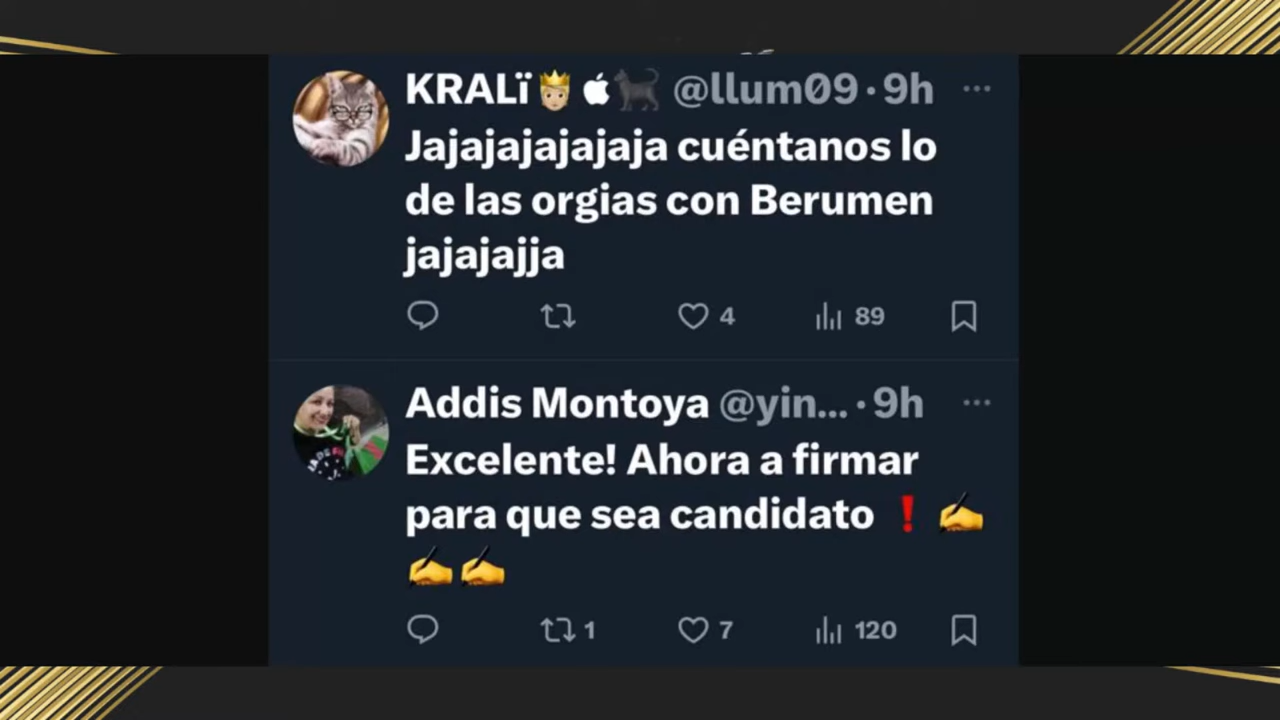 KRALï🤴🏼🍎🐈‍⬛ @llum09 · 9h ···
Jajajajajajaja cuéntanos lo
de las orgias con Berumen
jajajajja
4 89
Addis Montoya @yin... · 9h ···
Excelente! Ahora a firmar
para que sea candidato ❗✍️
✍️✍️
1 7 120